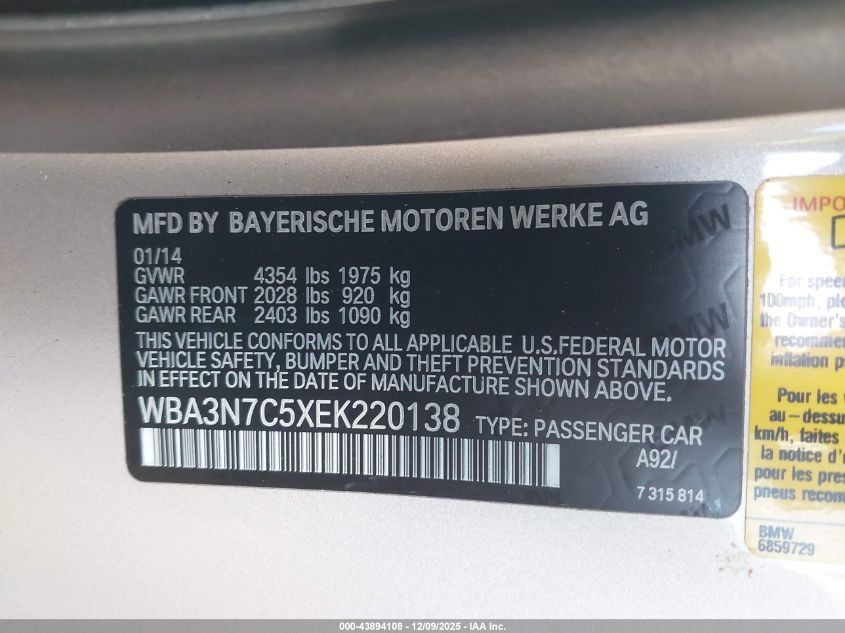 MFD BY BAYERISCHE MOTOREN WERKE AG
01/14
GVWR 4354 lbs 1975 kg
GAWR FRONT 2028 lbs 920 kg
GAWR REAR 2403 lbs 1090 kg
THIS VEHICLE CONFORMS TO ALL APPLICABLE U.S.FEDERAL MOTOR
VEHICLE SAFETY, BUMPER AND THEFT PREVENTION STANDARDS
IN EFFECT ON THE DATE OF MANUFACTURE SHOWN ABOVE.
WBA3N7C5XEK220138 TYPE: PASSENGER CAR
A92/
7 315 814
BMW
BMW
IMPO
For spee
100mph, ple
the Owner's
recomme
inflation p
Pour les
au-dessu
km/h, faites
la notice d'
pour les pres
pneus recom
BMW
6859729
000-43894108 - 12/09/2025 - IAA Inc.